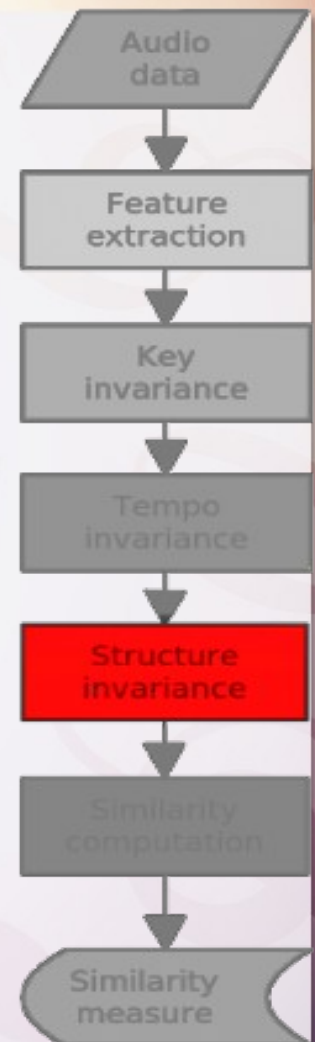 Audio
data
Feature
extraction
Key
invariance
Tempo
invariance
Structure
invariance
Similarity
computation
Similarity
measure